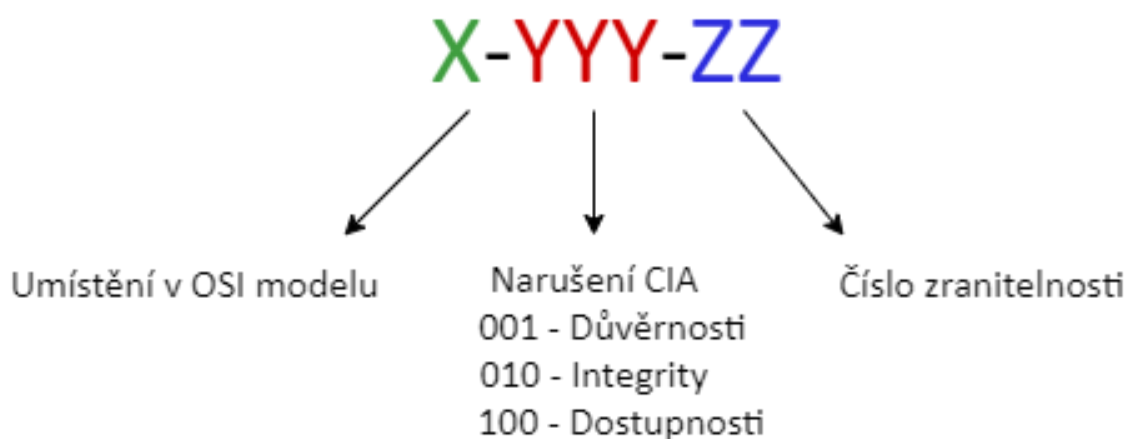 X-YYY-ZZ
Umístění v OSI modelu
Narušení CIA
001 - Důvěrnosti
010 - Integrity
100 - Dostupnosti
Číslo zranitelnosti